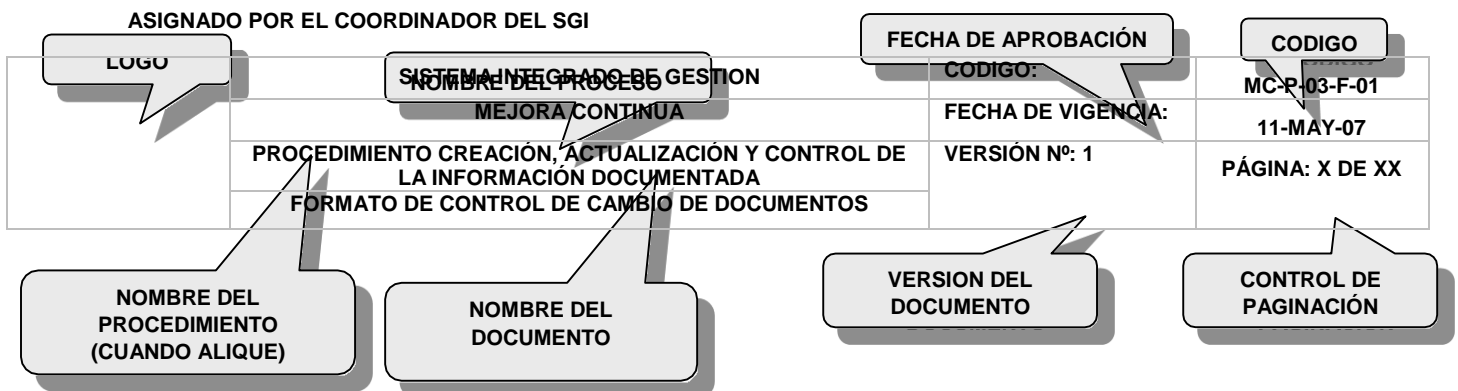 ASIGNADO POR EL COORDINADOR DEL SGI
LOGO
NOMBRE DEL PROCESO
FECHA DE APROBACIÓN
CODIGO
SISTEMA INTEGRADO DE GESTION
CODIGO:
MC-P-03-F-01
MEJORA CONTINUA
FECHA DE VIGENCIA:
11-MAY-07
PROCEDIMIENTO CREACIÓN, ACTUALIZACIÓN Y CONTROL DE
LA INFORMACIÓN DOCUMENTADA
VERSIÓN Nº: 1
PÁGINA: X DE XX
FORMATO DE CONTROL DE CAMBIO DE DOCUMENTOS
NOMBRE DEL
PROCEDIMIENTO
(CUANDO ALIQUE)
NOMBRE DEL
DOCUMENTO
VERSION DEL
DOCUMENTO
CONTROL DE
PAGINACIÓN